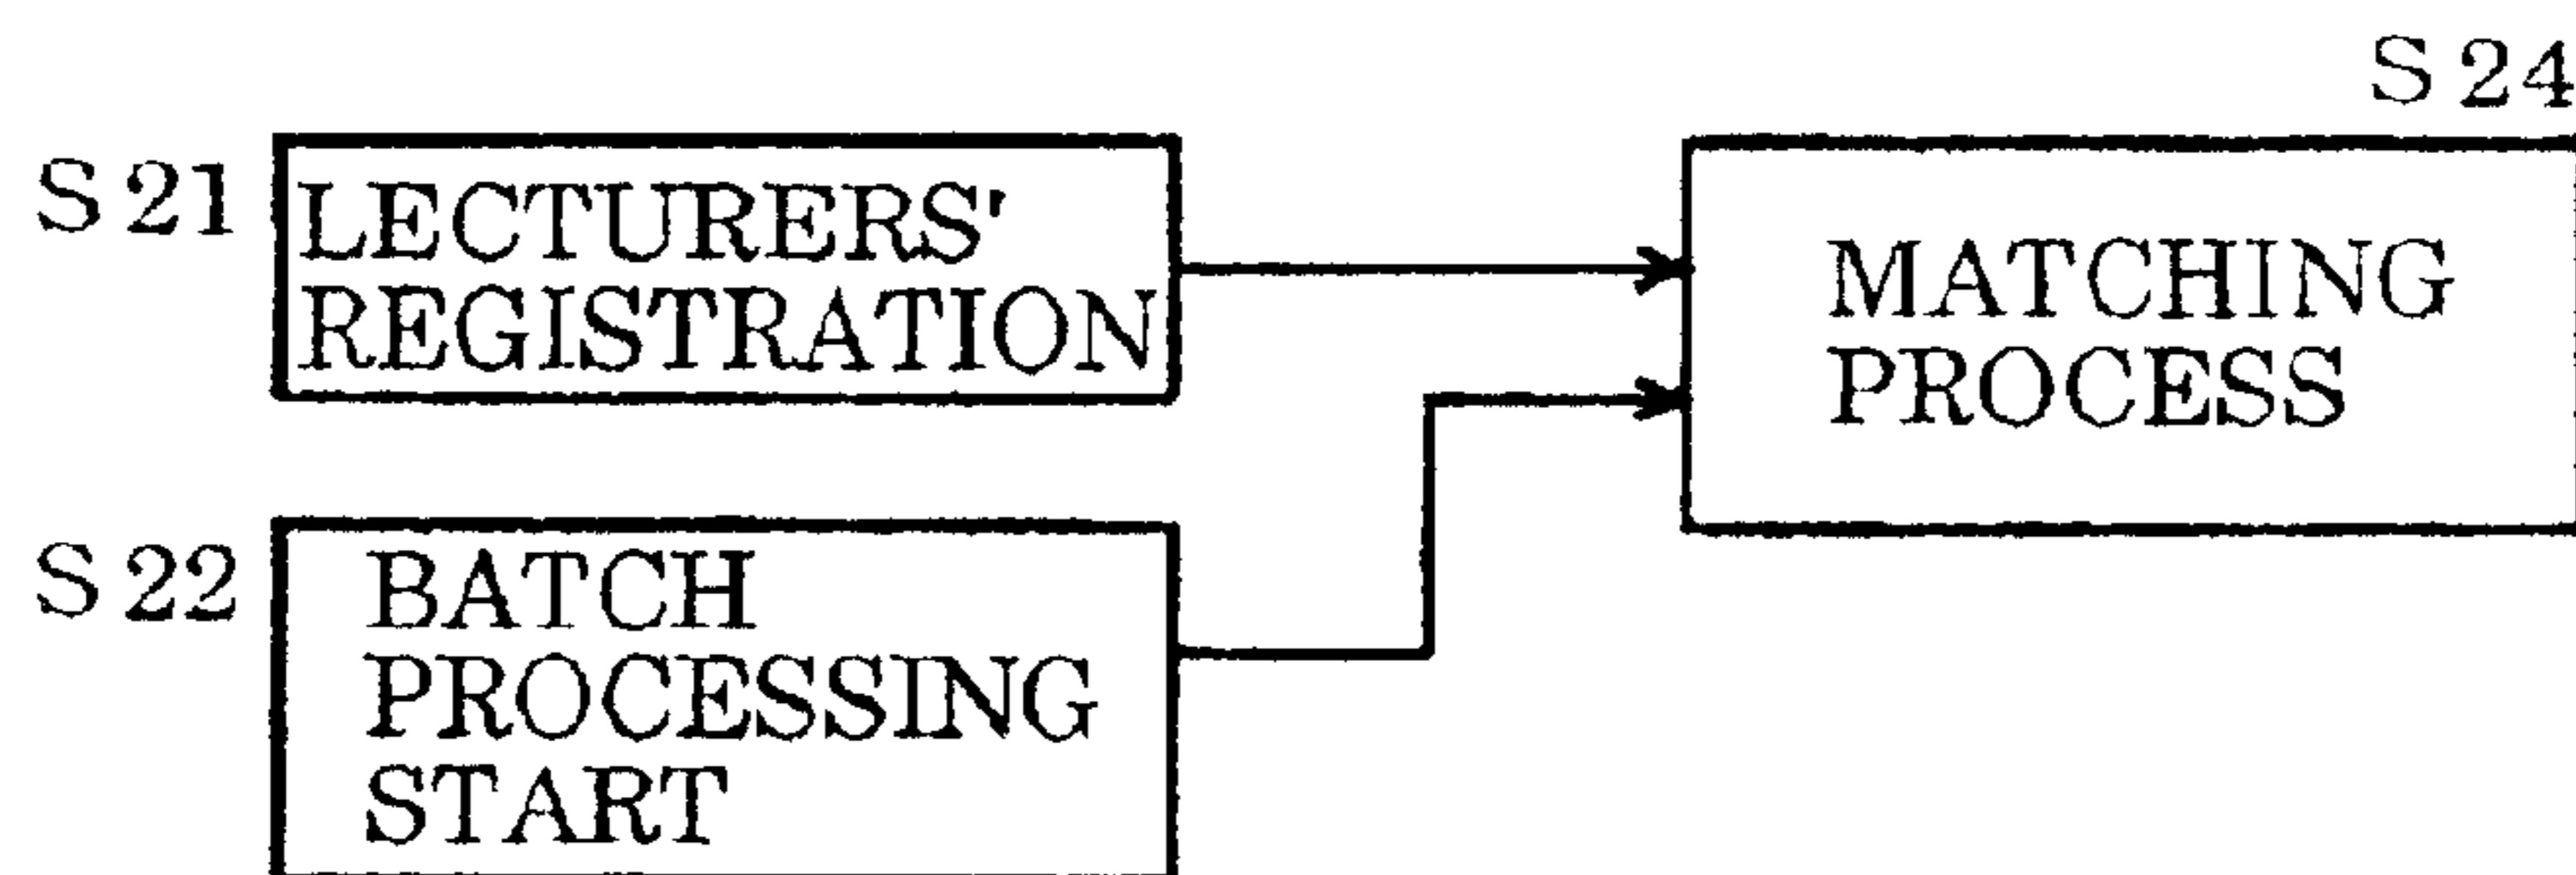 S 24
S 21
LECTURERS'
REGISTRATION
MATCHING
PROCESS
S 22
BATCH
PROCESSING
START